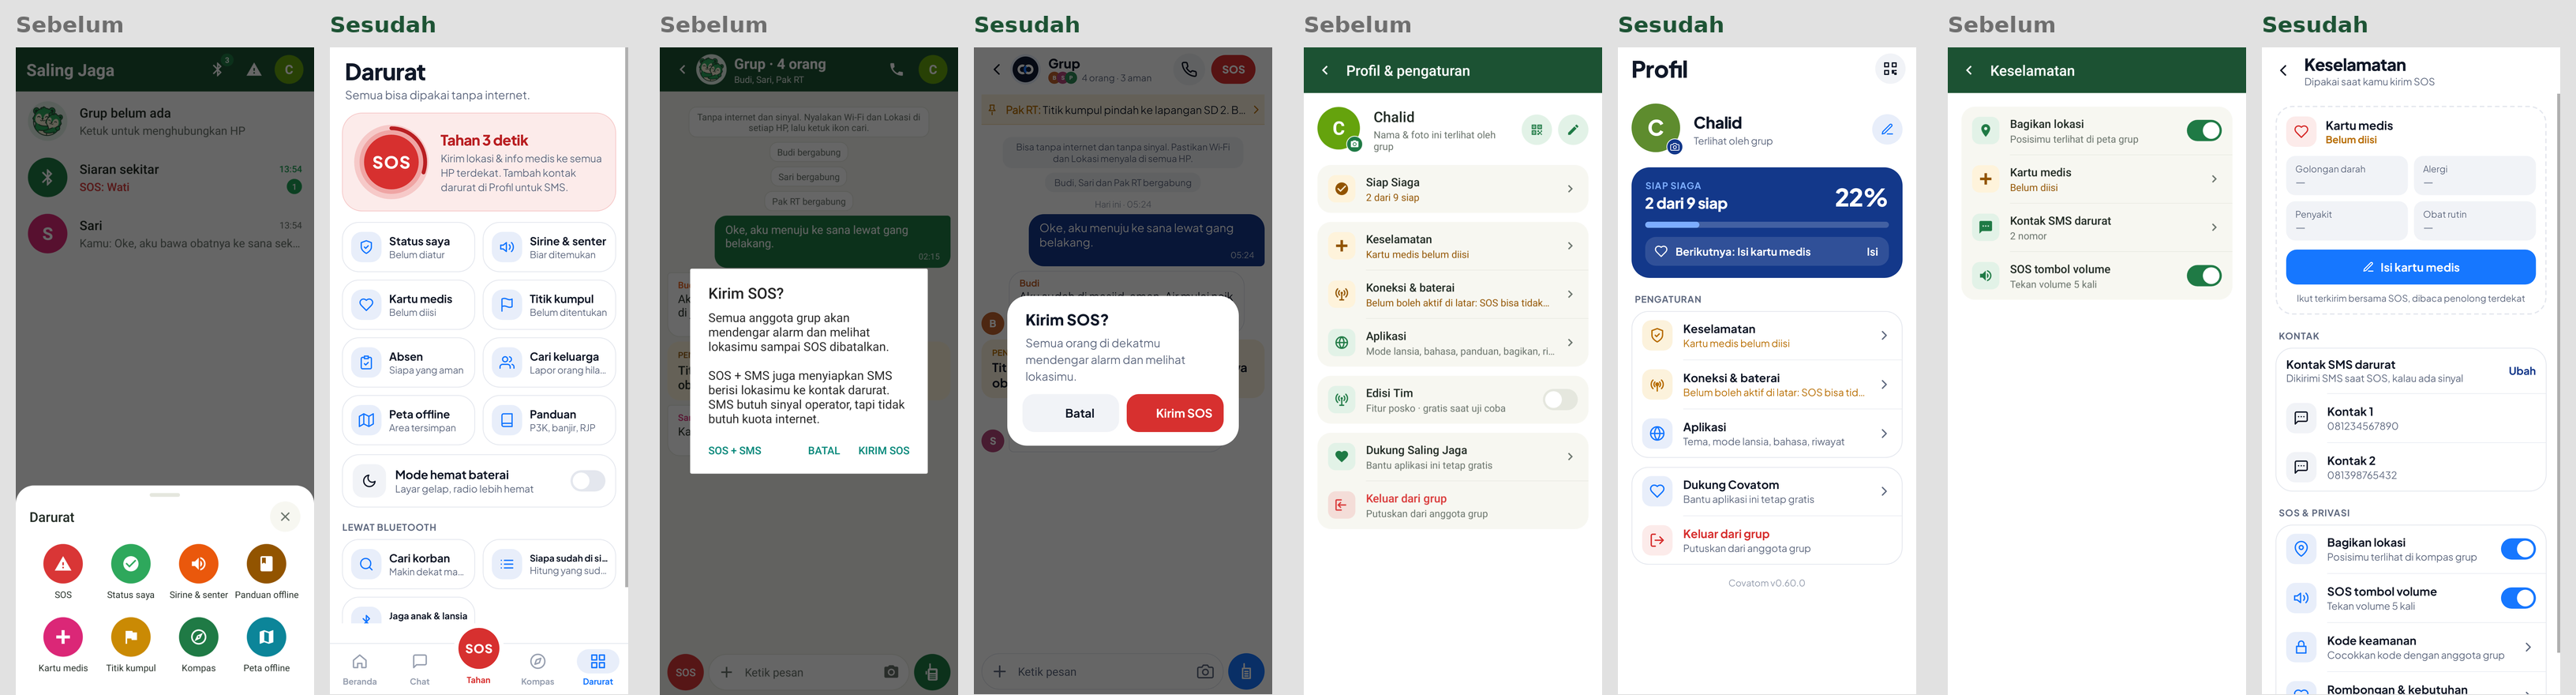 Sebelum
Saling Jaga
3
C
Grup belum ada
Ketuk untuk menghubungkan HP
Siaran sekitar
13:54
SOS: Wati
1
S
Sari
13:54
Kamu: Oke, aku bawa obatnya ke sana sek...
Darurat
SOS
Status saya
Sirine & senter
Panduan offline
Kartu medis
Titik kumpul
Kompas
Peta offline
Sesudah
Darurat
Semua bisa dipakai tanpa internet.
SOS
Tahan 3 detik
Kirim lokasi & info medis ke semua
HP terdekat. Tambah kontak
darurat di Profil untuk SMS.
Status saya
Belum diatur
Sirine & senter
Biar ditemukan
Kartu medis
Belum diisi
Titik kumpul
Belum ditentukan
Absen
Siapa yang aman
Cari keluarga
Lapor orang hila...
Peta offline
Area tersimpan
Panduan
P3K, banjir, RJP
Mode hemat baterai
Layar gelap, radio lebih hemat
LEWAT BLUETOOTH
Cari korban
Makin dekat ma...
Siapa sudah di si...
Hitung yang sud...
Jaga anak & lansia
Beranda
Chat
SOS
Tahan
Kompas
Darurat
Sebelum
Grup · 4 orang
Budi, Sari, Pak RT
C
Tanpa internet dan sinyal. Nyalakan Wi-Fi dan Lokasi di
setiap HP, lalu ketuk ikon cari.
Budi bergabung
Sari bergabung
Pak RT bergabung
Oke, aku menuju ke sana lewat gang
belakang.
02:15
Kirim SOS?
Semua anggota grup akan
mendengar alarm dan melihat
lokasimu sampai SOS dibatalkan.
SOS + SMS juga menyiapkan SMS
berisi lokasimu ke kontak darurat.
SMS butuh sinyal operator, tapi tidak
butuh kuota internet.
SOS + SMS
BATAL
KIRIM SOS
SOS
Ketik pesan
Sesudah
Grup
B
S
P
4 orang · 3 aman
SOS
Pak RT: Titik kumpul pindah ke lapangan SD 2. B...
Bisa tanpa internet dan tanpa sinyal. Pastikan Wi-Fi
dan Lokasi menyala di semua HP.
Budi, Sari dan Pak RT bergabung
Hari ini · 05:24
Oke, aku menuju ke sana lewat gang
belakang.
05:24
Budi
B
S
Kirim SOS?
Semua orang di dekatmu
mendengar alarm dan melihat
lokasimu.
Batal
Kirim SOS
Ketik pesan
Sebelum
Profil & pengaturan
C
Chalid
Nama & foto ini terlihat oleh
grup
Siap Siaga
2 dari 9 siap
Keselamatan
Kartu medis belum diisi
Koneksi & baterai
Belum boleh aktif di latar: SOS bisa tidak...
Aplikasi
Mode lansia, bahasa, panduan, bagikan, ri...
Edisi Tim
Fitur posko · gratis saat uji coba
Dukung Saling Jaga
Bantu aplikasi ini tetap gratis
Keluar dari grup
Putuskan dari anggota grup
Sesudah
Profil
C
Chalid
Terlihat oleh grup
SIAP SIAGA
2 dari 9 siap
22%
Berikutnya: Isi kartu medis
Isi
PENGATURAN
Keselamatan
Kartu medis belum diisi
Koneksi & baterai
Belum boleh aktif di latar: SOS bisa tid...
Aplikasi
Tema, mode lansia, bahasa, riwayat
Dukung Covatom
Bantu aplikasi ini tetap gratis
Keluar dari grup
Putuskan dari anggota grup
Covatom v0.60.0
Sebelum
Keselamatan
Bagikan lokasi
Posisimu terlihat di peta grup
Kartu medis
Belum diisi
Kontak SMS darurat
2 nomor
SOS tombol volume
Tekan volume 5 kali
Sesudah
Keselamatan
Dipakai saat kamu kirim SOS
Kartu medis
Belum diisi
Golongan darah
—
Alergi
—
Penyakit
—
Obat rutin
—
Isi kartu medis
Ikut terkirim bersama SOS, dibaca penolong terdekat
KONTAK
Kontak SMS darurat
Dikirimi SMS saat SOS, kalau ada sinyal
Ubah
Kontak 1
081234567890
Kontak 2
081398765432
SOS & PRIVASI
Bagikan lokasi
Posisimu terlihat di kompas grup
SOS tombol volume
Tekan volume 5 kali
Kode keamanan
Cocokkan kode dengan anggota grup
Rombongan & kebutuhan